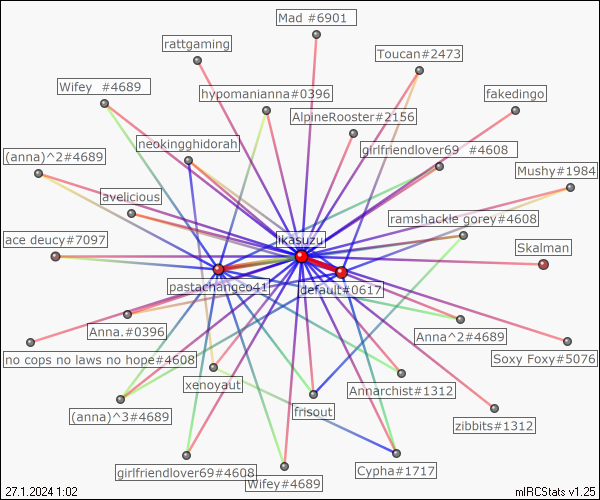 Mad #6901
rattgaming
Toucan#2473
Wifey #4689
hypomanianna#0396
fakedingo
AlpineRooster#2156
neokingghidorah
girlfriendlover69 #4608
(anna)^2#4689
Mushy#1984
avelicious
ramshackle gorey#4608
ace deucy#7097
ikasuzu
Skalman
pastachangeo41
default#0617
Anna.#0396
Anna^2#4689
no cops no laws no hope#4608
Soxy Foxy#5076
xenoyaut
Annarchist#1312
(anna)^3#4689
frisout
zibbits#1312
girlfriendlover69#4608
Wifey#4689
Cypha#1717
27.1.2024 1:02
mIRCStats v1.25